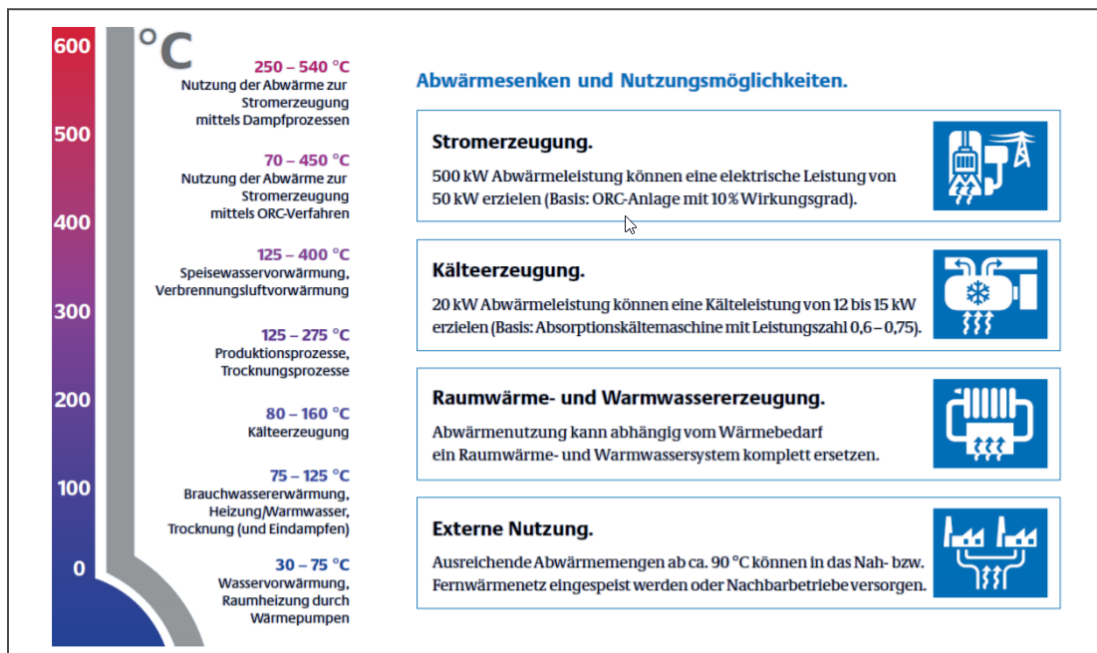 °C
600
500
400
300
200
100
0
250 – 540 °C
Nutzung der Abwärme zur
Stromerzeugung
mittels Dampfprozessen
70 – 450 °C
Nutzung der Abwärme zur
Stromerzeugung
mittels ORC-Verfahren
125 – 400 °C
Speisewasservorwärmung,
Verbrennungsluftvorwärmung
125 – 275 °C
Produktionsprozesse,
Trocknungsprozesse
80 – 160 °C
Kälteerzeugung
75 – 125 °C
Brauchwassererwärmung,
Heizung/Warmwasser,
Trocknung (und Eindampfen)
30 – 75 °C
Wasservorwärmung,
Raumheizung durch
Wärmepumpen
Abwärmesenken und Nutzungsmöglichkeiten.
Stromerzeugung.
500 kW Abwärmeleistung können eine elektrische Leistung von
50 kW erzielen (Basis: ORC-Anlage mit 10 % Wirkungsgrad).
Kälteerzeugung.
20 kW Abwärmeleistung können eine Kälteleistung von 12 bis 15 kW
erzielen (Basis: Absorptionskältemaschine mit Leistungszahl 0,6 – 0,75).
Raumwärme- und Warmwassererzeugung.
Abwärmenutzung kann abhängig vom Wärmebedarf
ein Raumwärme- und Warmwassersystem komplett ersetzen.
Externe Nutzung.
Ausreichende Abwärmemengen ab ca. 90 °C können in das Nah- bzw.
Fernwärmenetz eingespeist werden oder Nachbarbetriebe versorgen.